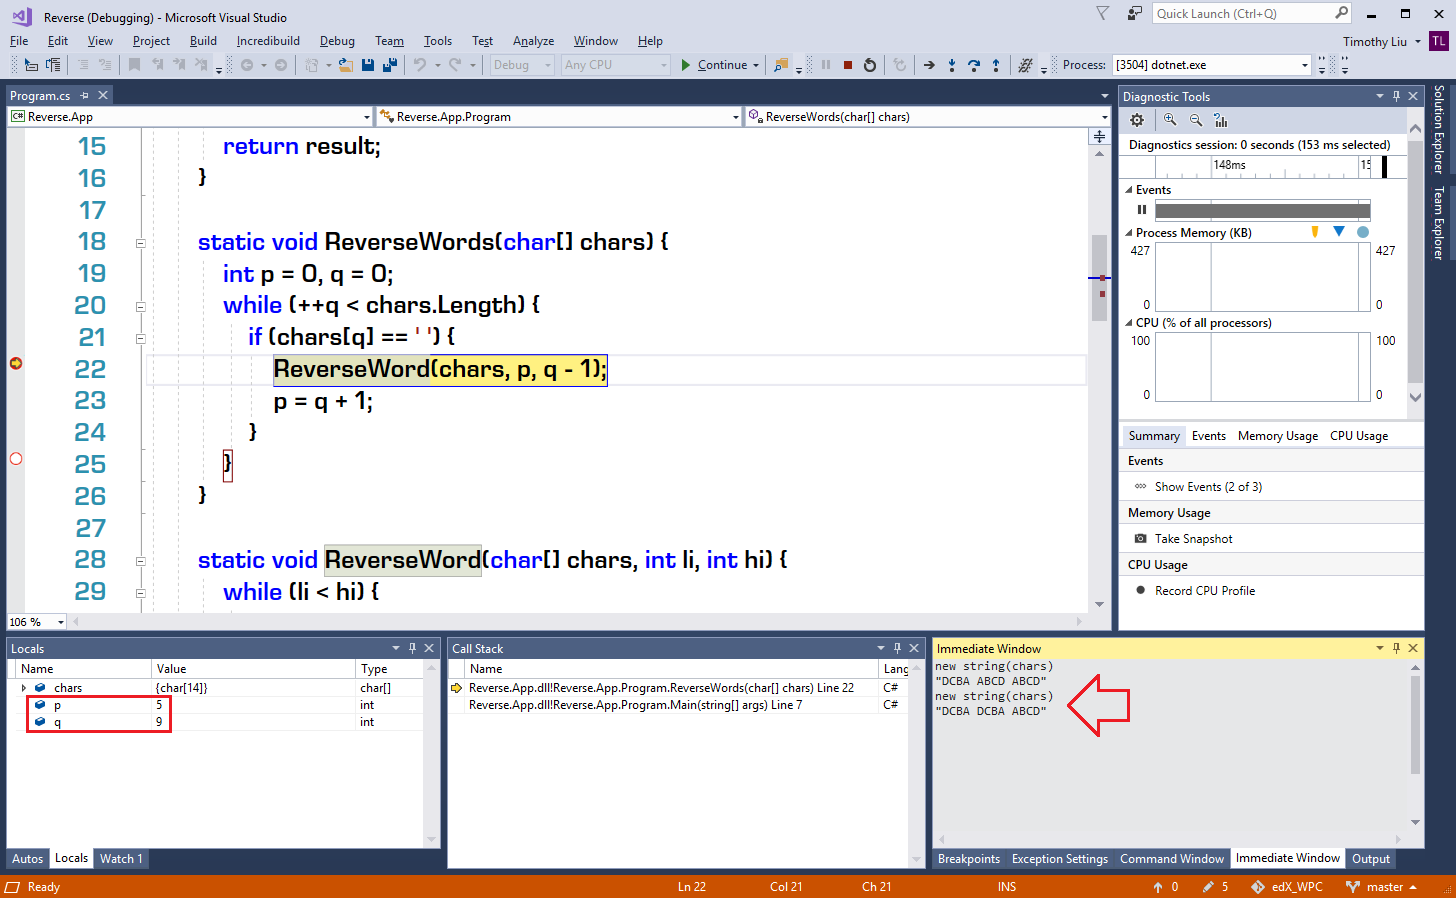 Reverse (Debugging) - Microsoft Visual Studio
Quick Launch (Ctrl+Q)
File Edit View Project Build Incredibuild Debug Team Tools Test Analyze Window Help
Timothy Liu TL
Debug Any CPU Continue Process: [3504] dotnet.exe
Program.cs
C# Reverse.App Reverse.App.Program ReverseWords(char[] chars)
15 return result;
16 }
17
18 static void ReverseWords(char[] chars) {
19 int p = 0, q = 0;
20 while (++q < chars.Length) {
21 if (chars[q] == ' ') {
22 ReverseWord(chars, p, q - 1);
23 p = q + 1;
24 }
25 }
26 }
27
28 static void ReverseWord(char[] chars, int li, int hi) {
29 while (li < hi) {
106 %
Diagnostic Tools
Diagnostics session: 0 seconds (153 ms selected)
148ms 15
Events
Process Memory (KB)
427 427
0 0
CPU (% of all processors)
100 100
0 0
Summary Events Memory Usage CPU Usage
Events
Show Events (2 of 3)
Memory Usage
Take Snapshot
CPU Usage
Record CPU Profile
Solution Explorer
Team Explorer
Locals
Name Value Type
chars {char[14]} char[]
p 5 int
q 9 int
Autos Locals Watch 1
Call Stack
Name Lang
Reverse.App.dll!Reverse.App.Program.ReverseWords(char[] chars) Line 22 C#
Reverse.App.dll!Reverse.App.Program.Main(string[] args) Line 7 C#
Immediate Window
new string(chars)
"DCBA ABCD ABCD"
new string(chars)
"DCBA DCBA ABCD"
Breakpoints Exception Settings Command Window Immediate Window Output
Ready Ln 22 Col 21 Ch 21 INS 0 5 edX_WPC master